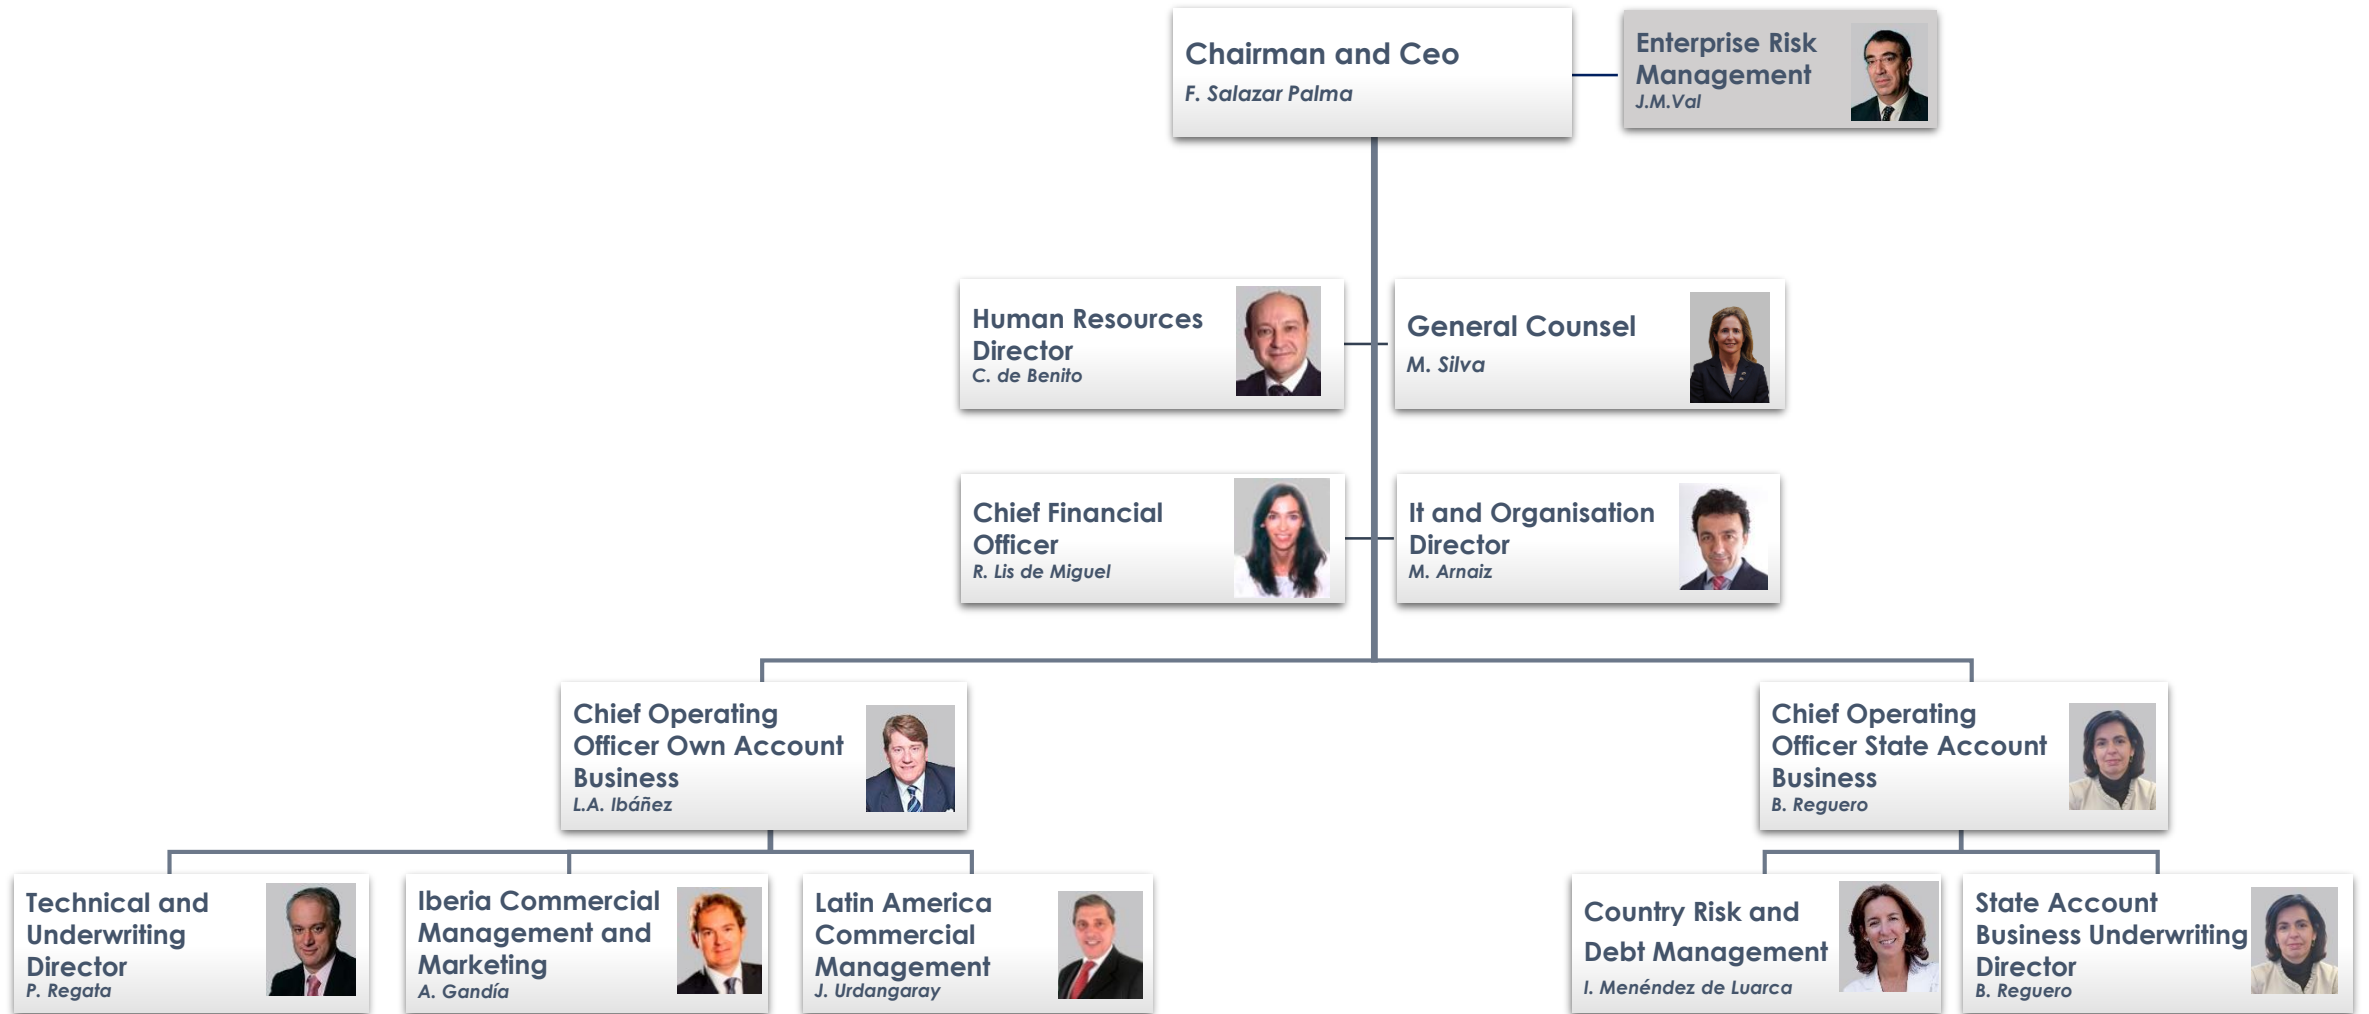 Chairman and Ceo
F. Salazar Palma
Enterprise Risk
Management
J.M.Val
Human Resources
Director
C. de Benito
General Counsel
M. Silva
Chief Financial
Officer
R. Lis de Miguel
It and Organisation
Director
M. Arnaiz
Chief Operating
Officer Own Account
Business
L.A. Ibáñez
Chief Operating
Officer State Account
Business
B. Reguero
Technical and
Underwriting
Director
P. Regata
Iberia Commercial
Management and
Marketing
A. Gandía
Latin America
Commercial
Management
J. Urdangaray
Country Risk and
Debt Management
I. Menéndez de Luarca
State Account
Business Underwriting
Director
B. Reguero